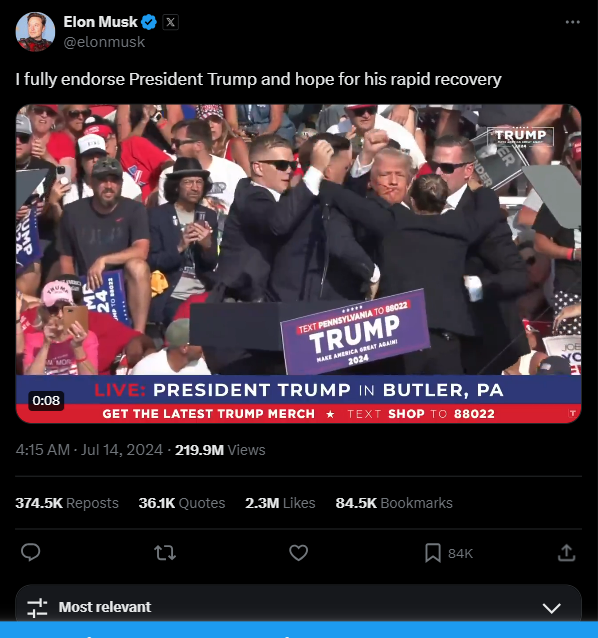 Elon Musk
@elonmusk
I fully endorse President Trump and hope for his rapid recovery
TRUMP
TRUMP
TRUMP
TEXT PENNSYLVANIA TO 88022
TRUMP
MAKE AMERICA GREAT AGAIN!
2024
LIVE: PRESIDENT TRUMP IN BUTLER, PA
0:08
GET THE LATEST TRUMP MERCH ★ TEXT SHOP TO 88022
4:15 AM · Jul 14, 2024 · 219.9M Views
374.5K Reposts 36.1K Quotes 2.3M Likes 84.5K Bookmarks
84K
Most relevant